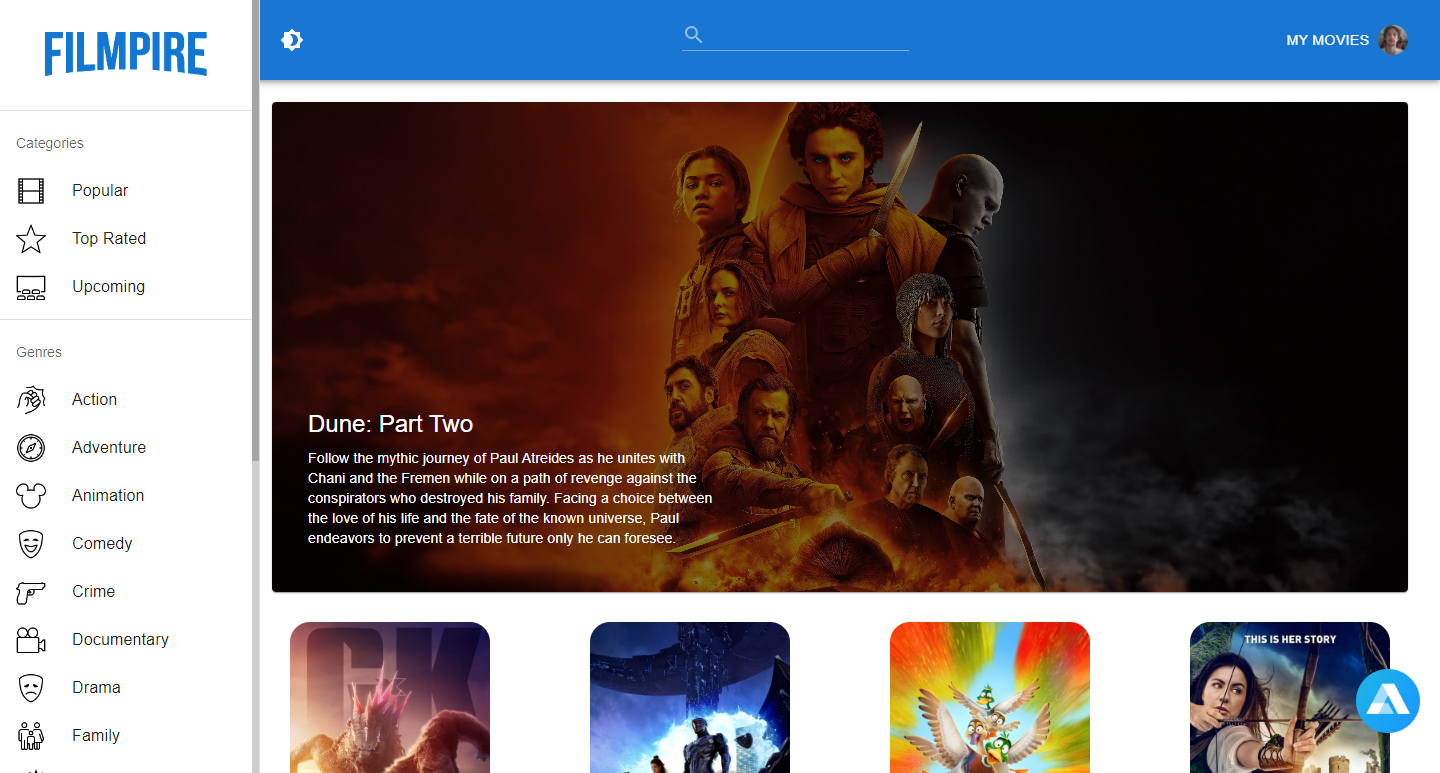 FILMPIRE
MY MOVIES
Categories
Popular
Top Rated
Upcoming
Genres
Action
Adventure
Animation
Comedy
Crime
Documentary
Drama
Family
Dune: Part Two
Follow the mythic journey of Paul Atreides as he unites with
Chani and the Fremen while on a path of revenge against the
conspirators who destroyed his family. Facing a choice between
the love of his life and the fate of the known universe, Paul
endeavors to prevent a terrible future only he can foresee.
GK
THIS IS HER STORY